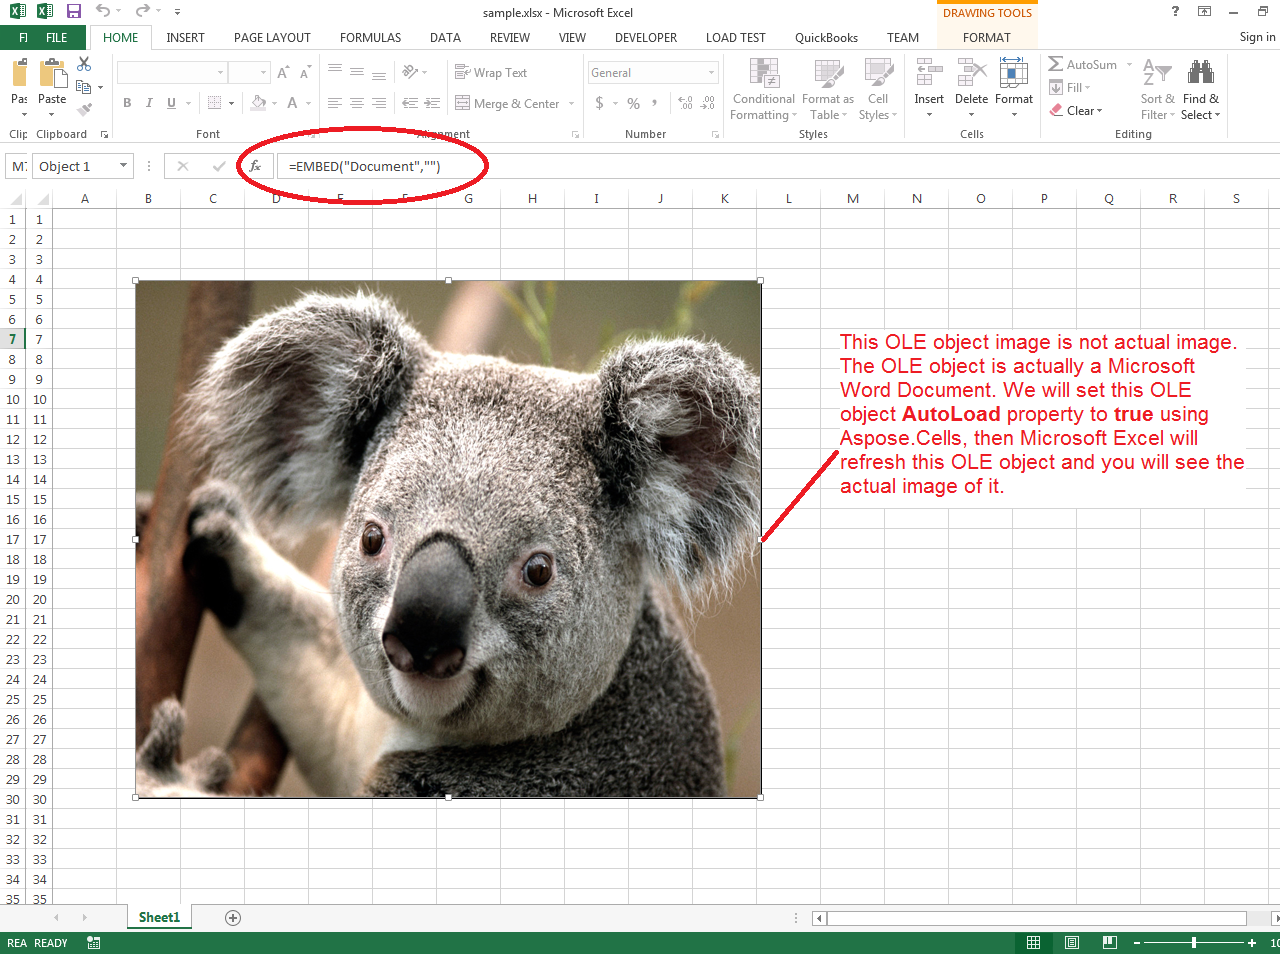 sample.xlsx - Microsoft Excel
DRAWING TOOLS
?
FI FILE HOME INSERT PAGE LAYOUT FORMULAS DATA REVIEW VIEW DEVELOPER LOAD TEST QuickBooks TEAM FORMAT Sign in
Pas Paste
B I U A A A
Wrap Text
Merge & Center
General
$ % ,
Conditional Formatting
Format as Table
Cell Styles
Insert Delete Format
AutoSum
Fill
Clear
Sort & Filter
Find & Select
Clip Clipboard Font Alignment Number Styles Cells Editing
M7 Object 1 fx =EMBED("Document","")
A B C D E F G H I J K L M N O P Q R S
1 1
2 2
3 3
4 4
5 5
6 6
7 7
8 8
9 9
10 10
11 11
12 12
13 13
14 14
15 15
16 16
17 17
18 18
19 19
20 20
21 21
22 22
23 23
24 24
25 25
26 26
27 27
28 28
29 29
30 30
31 31
32 32
33 33
34 34
35 35
This OLE object image is not actual image.
The OLE object is actually a Microsoft
Word Document. We will set this OLE
object AutoLoad property to true using
Aspose.Cells, then Microsoft Excel will
refresh this OLE object and you will see the
actual image of it.
Sheet1
REA READY
10